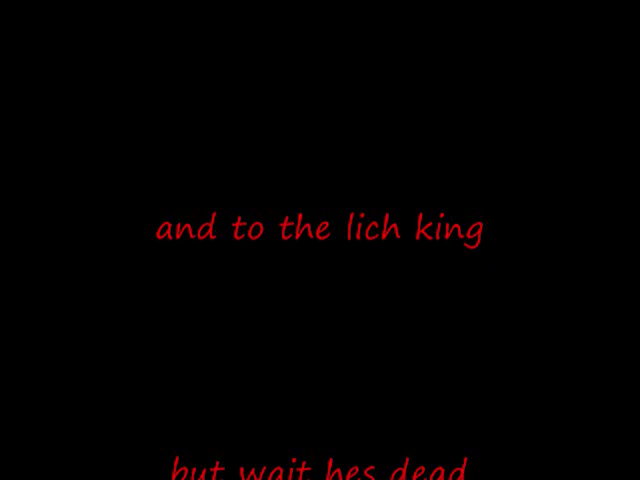 and to the lich king
but wait hes dead